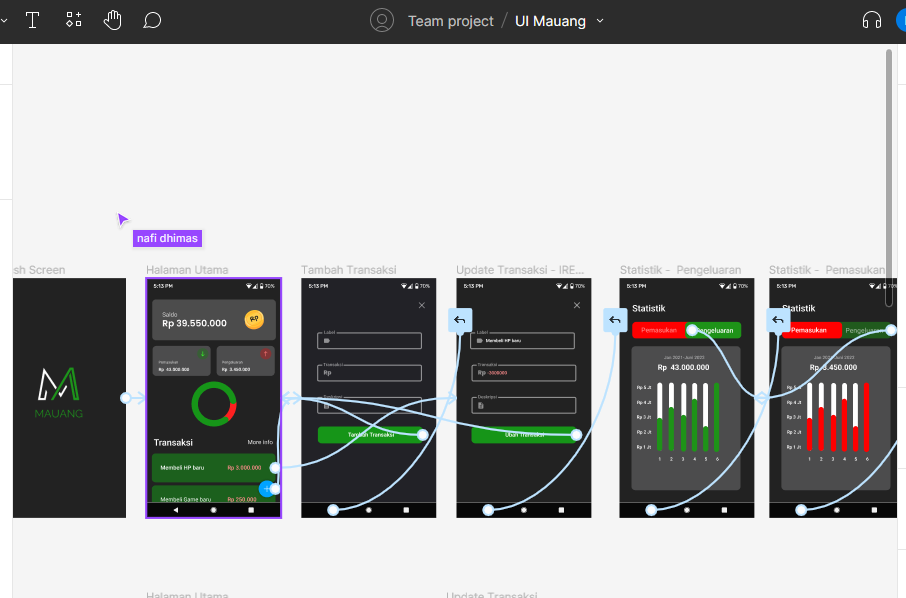 Team project / UI Mauang
nafi dhimas
sh Screen
MAUANG
Halaman Utama
5:13 PM
70%
Saldo
Rp 39.550.000
RP
Pemasukan
Rp 43.000.000
Pengeluaran
Rp 3.450.000
Transaksi
More info
Membeli HP baru
Rp 3.000.000
Membeli Game baru
Rp 250.000
Tambah Transaksi
5:13 PM
70%
Label
Transaksi
Rp
Deskripsi
Tambah Transaksi
Update Transaksi - IRE...
5:13 PM
70%
Label
Membeli HP baru
Transaksi
Rp -3000000
Deskripsi
Ubah Transaksi
Statistik - Pengeluaran
5:13 PM
70%
Statistik
Pemasukan
Pengeluaran
Jan 2021-Juni 2023
Rp 43.000.000
Rp 5 Jt
Rp 4 Jt
Rp 3 Jt
Rp 2 Jt
Rp 1 Jt
1 2 3 4 5 6
Statistik - Pemasukan
5:13 PM
70
Statistik
Pemasukan
Pengeluaran
Rp 3.450.000
Rp 4 Jt
Rp 3 Jt
Rp 2 Jt
Rp 1 Jt
1 2 3 4 5 6
Halaman Utama
Update Transaksi